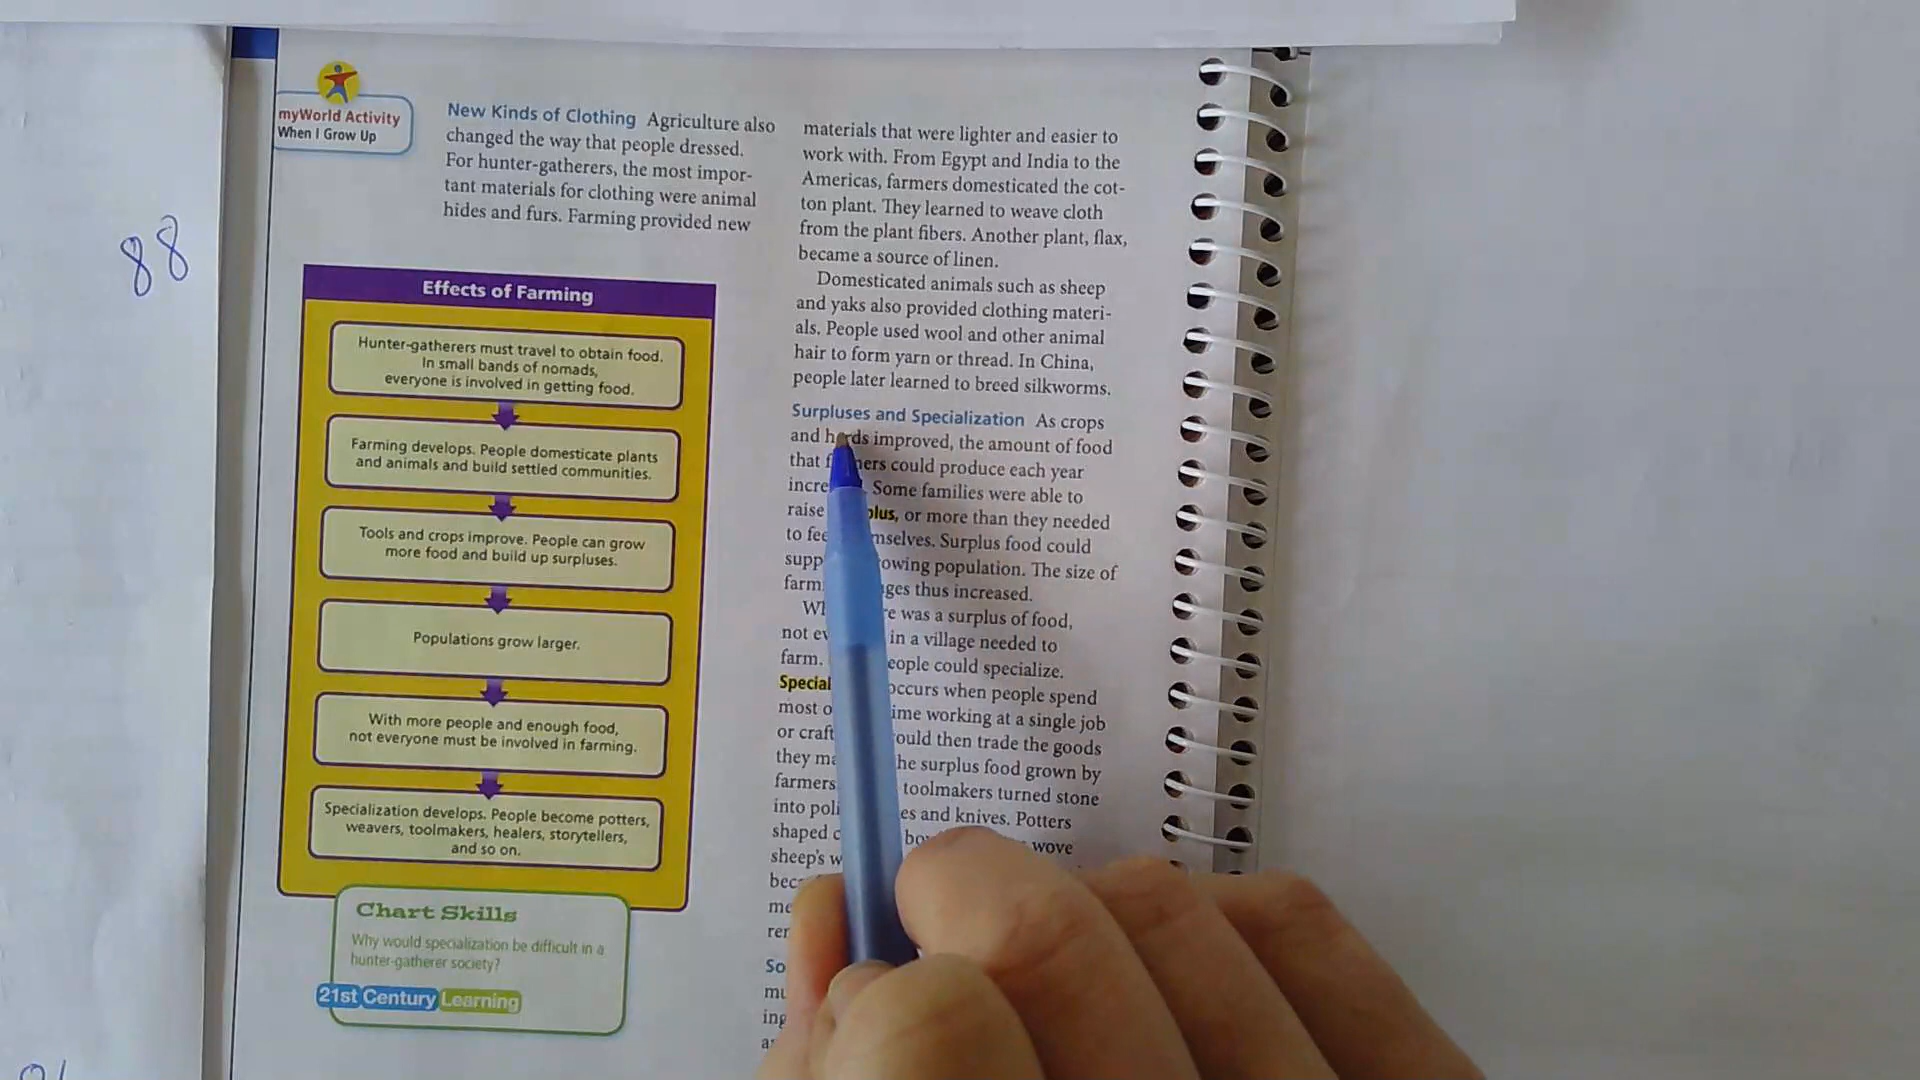 myWorld Activity
When I Grow Up
88
New Kinds of Clothing Agriculture also
changed the way that people dressed.
For hunter-gatherers, the most impor-
tant materials for clothing were animal
hides and furs. Farming provided new
Effects of Farming
Hunter-gatherers must travel to obtain food.
In small bands of nomads,
everyone is involved in getting food.
Farming develops. People domesticate plants
and animals and build settled communities.
Tools and crops improve. People can grow
more food and build up surpluses.
Populations grow larger.
With more people and enough food,
not everyone must be involved in farming.
Specialization develops. People become potters,
weavers, toolmakers, healers, storytellers,
and so on.
Chart Skills
Why would specialization be difficult in a
hunter-gatherer society?
21st Century Learning
materials that were lighter and easier to
work with. From Egypt and India to the
Americas, farmers domesticated the cot-
ton plant. They learned to weave cloth
from the plant fibers. Another plant, flax,
became a source of linen.
Domesticated animals such as sheep
and yaks also provided clothing materi-
als. People used wool and other animal
hair to form yarn or thread. In China,
people later learned to breed silkworms.
Surpluses and Specialization As crops
and herds improved, the amount of food
that could produce each year
Some families were able to
raise or more than they needed
to Surplus food could
population. The size of
thus increased.
was a surplus of food,
not in a village needed to
farm. could specialize.
occurs when people spend
most working at a single job
or then trade the goods
they surplus food grown by
farmers toolmakers turned stone
into and knives. Potters
shaped wove
sheep's